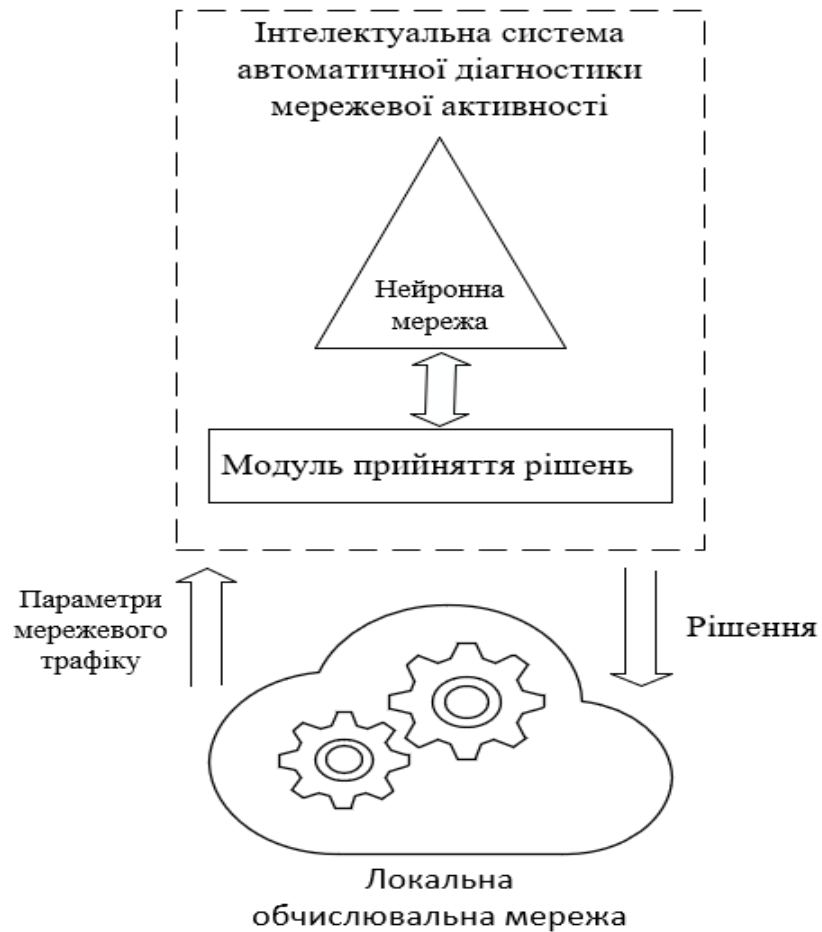 Інтелектуальна система
автоматичної діагностики
мережевої активності
Нейронна
мережа
Модуль прийняття рішень
Параметри
мережевого
трафіку
Рішення
Локальна
обчислювальна мережа